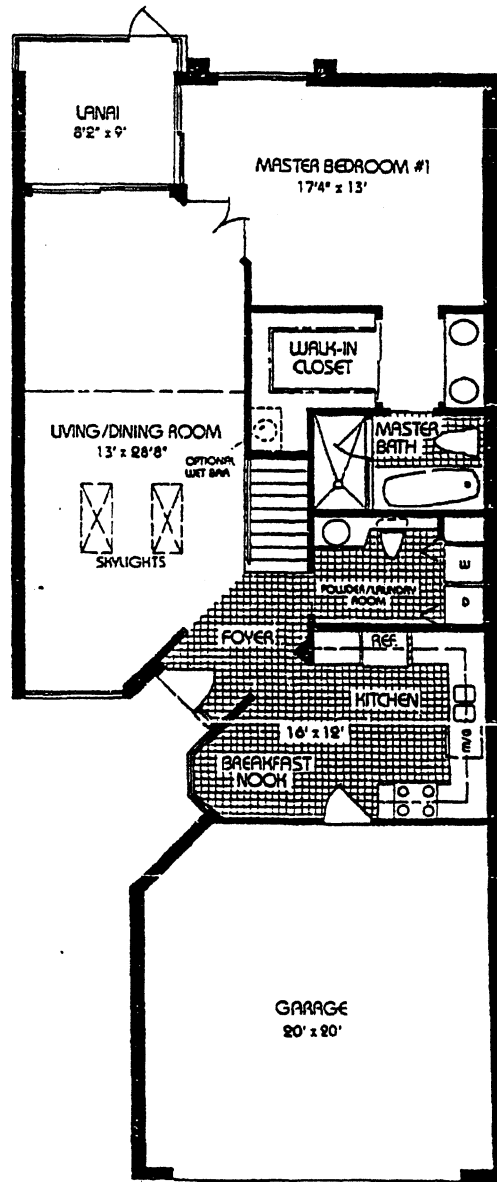 LANAI
8'2" x 9'
MASTER BEDROOM #1
17'4" x 13'
WALK-IN
CLOSET
LIVING/DINING ROOM
13' x 28'8"
OPTIONAL
WET BAR
MASTER
BATH
SKYLIGHTS
W
POWDER/LAUNDRY
ROOM
D
FOYER
REF.
KITCHEN
16' x 12'
M/O
BREAKFAST
NOOK
GARAGE
20' x 20'